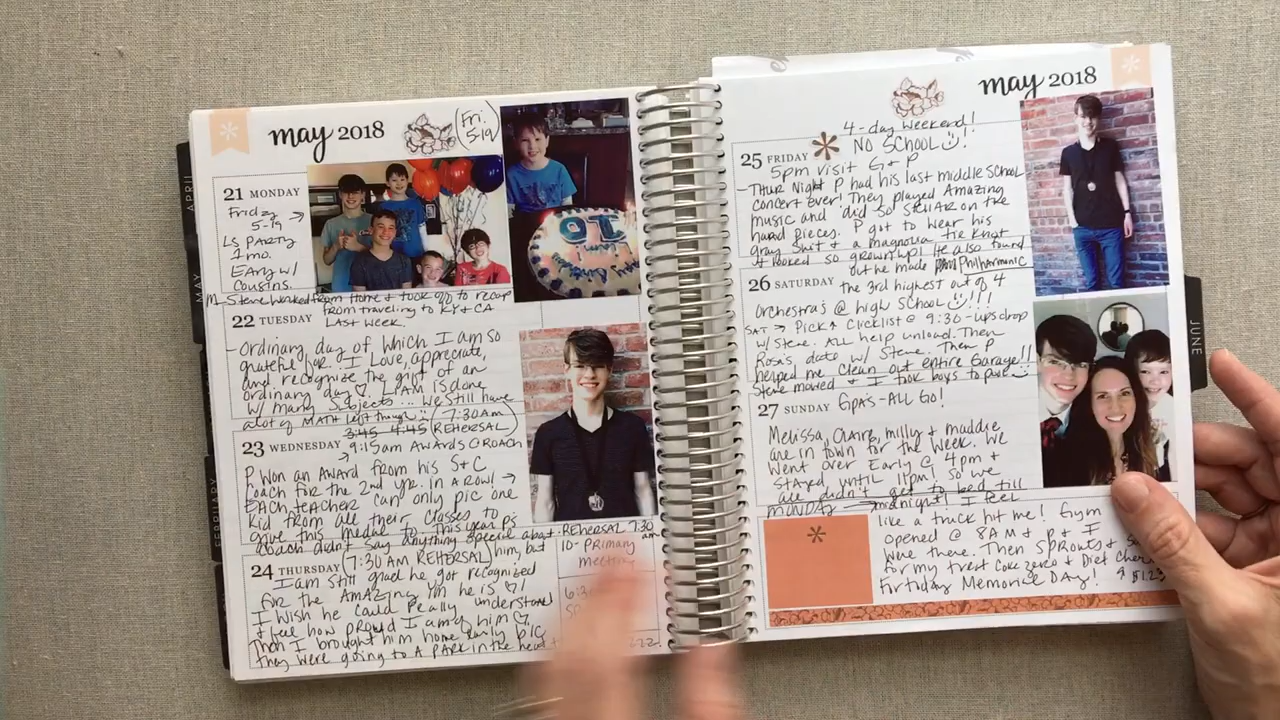 may 2018
(Fri. 5-19)
21 MONDAY
Friday →
5-19
L's PARTY
1 mo.
EARly w/
COUSINS.
M-Steve worked from Home & took off to recoup
from traveling to KY & CA
LAST WEEK.
22 TUESDAY
-Ordinary day of which I am so
grateful for! I Love, appreciate,
and recognize the gift of an
ordinary day ♡ I AM is done
w/ many subjects... We still have
alot of MATH left though
7:30AM
3:45 4:45 (REHEARSAL)
23 WEDNESDAY 9:15am AWARDS @ROACH
P. Won an AWARD from his S+C
Coach for the 2nd yr. in A ROW! →
EACH teacher can only pic one
kid from all their classes to
give this medal to. This year P's
coach didn't say anything special about
24 THURSDAY (7:30 AM REHERSAL) him, but
I am still glad he got recognized
for the AMAZING YM he is ♡
I wish he could Really understand
& feel how proud I am of him ♡
Then I brought him home early b/c
they were going to A PARK in the heat
REHERSAL 7:30 am
10- PRIMARY
meeting
may 2018
4-day weekend!
NO SCHOOL!
25 FRIDAY
5pm visit G+P
-THUR Night P had his last middle school
concert ever! They played Amazing
music and did so STELLAR on the
hard pieces. P got to wear his
gray suit & a magnolia tie knot
& looked so grown up! He also found
out he made Philharmonic
26 SATURDAY the 3rd highest out of 4
Orchestra's @ high school !!!
SAT → Pick↑ Clicklist @ 9:30 - ups drop
w/ Steve. All help unload. Then
Rosa's date w/ Steve. Then P
helped me clean out entire Garage!!
Steve mowed & I took boys to pool
27 SUNDAY GPA'S - ALL GO!
Melissa, Claire, Milly & maddie
are in town for the week. We
went over Early @ 4pm &
stayed until 11pm so we
all didn't get to bed till
MONDAY → midnight! I feel
like a truck hit me! Gym
opened @ 8AM & P & I
were there. Then Sprouts &
for my treat Coke zero & Diet Cherry
For today Memorial Day!
JUNE
APRIL
MAY
FEBRUARY